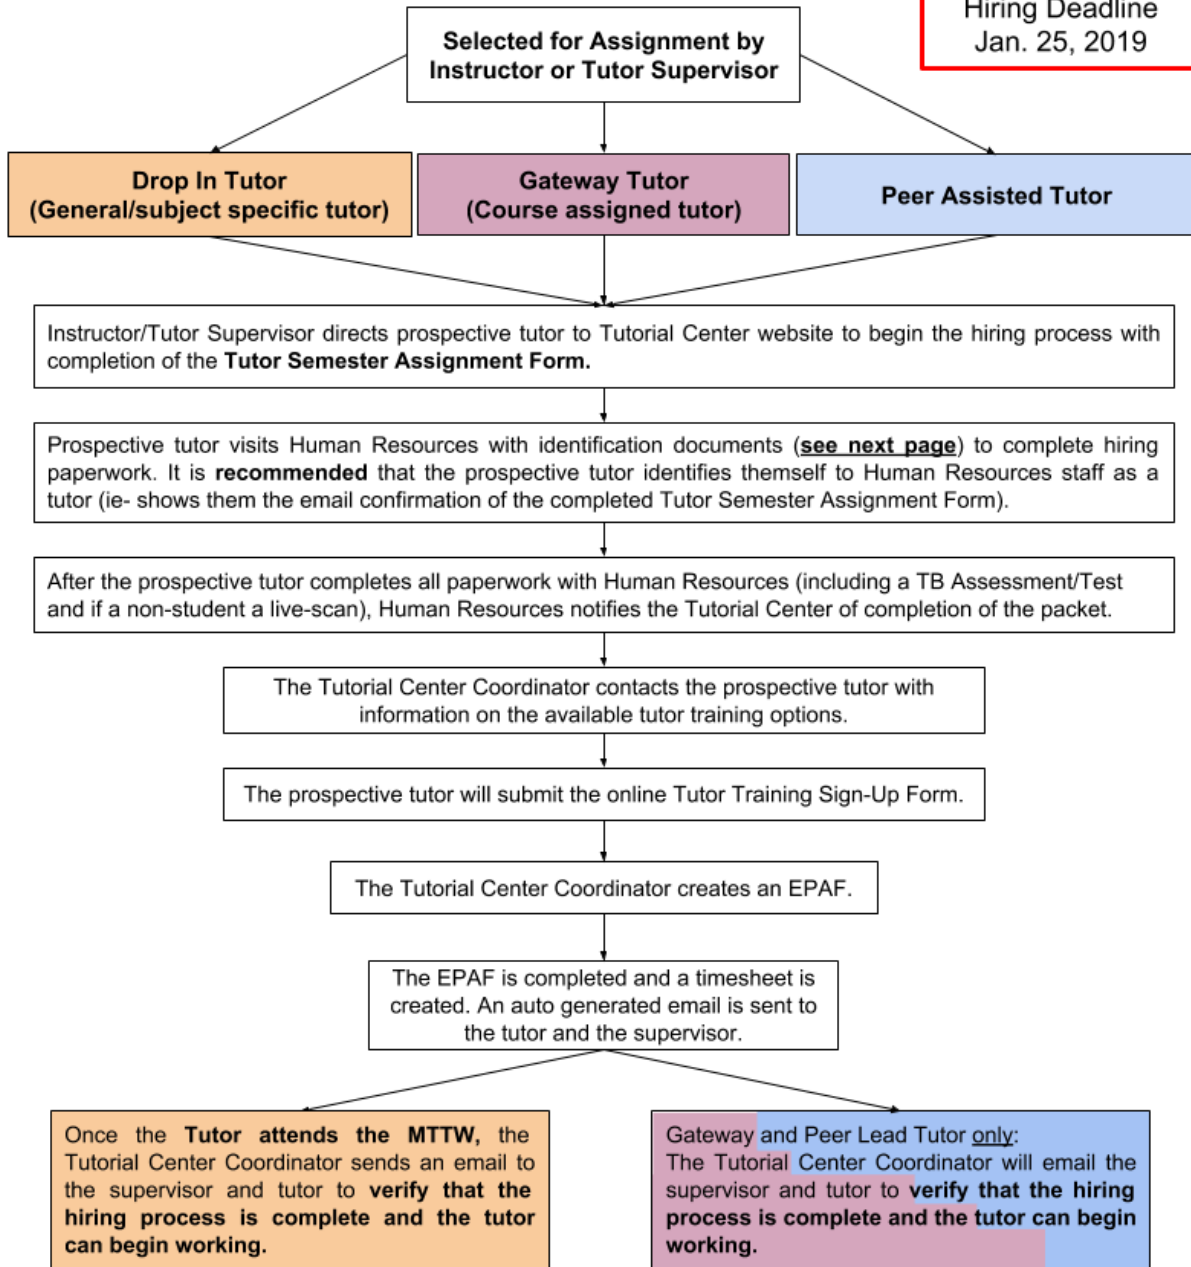 Hiring Deadline
Jan. 25, 2019
Selected for Assignment by
Instructor or Tutor Supervisor
Drop In Tutor
(General/subject specific tutor)
Gateway Tutor
(Course assigned tutor)
Peer Assisted Tutor
Instructor/Tutor Supervisor directs prospective tutor to Tutorial Center website to begin the hiring process with
completion of the Tutor Semester Assignment Form.
Prospective tutor visits Human Resources with identification documents (see next page) to complete hiring
paperwork. It is recommended that the prospective tutor identifies themself to Human Resources staff as a
tutor (ie- shows them the email confirmation of the completed Tutor Semester Assignment Form).
After the prospective tutor completes all paperwork with Human Resources (including a TB Assessment/Test
and if a non-student a live-scan), Human Resources notifies the Tutorial Center of completion of the packet.
The Tutorial Center Coordinator contacts the prospective tutor with
information on the available tutor training options.
The prospective tutor will submit the online Tutor Training Sign-Up Form.
The Tutorial Center Coordinator creates an EPAF.
The EPAF is completed and a timesheet is
created. An auto generated email is sent to
the tutor and the supervisor.
Once the Tutor attends the MTTW, the
Tutorial Center Coordinator sends an email to
the supervisor and tutor to verify that the
hiring process is complete and the tutor
can begin working.
Gateway and Peer Lead Tutor only:
The Tutorial Center Coordinator will email the
supervisor and tutor to verify that the hiring
process is complete and the tutor can begin
working.